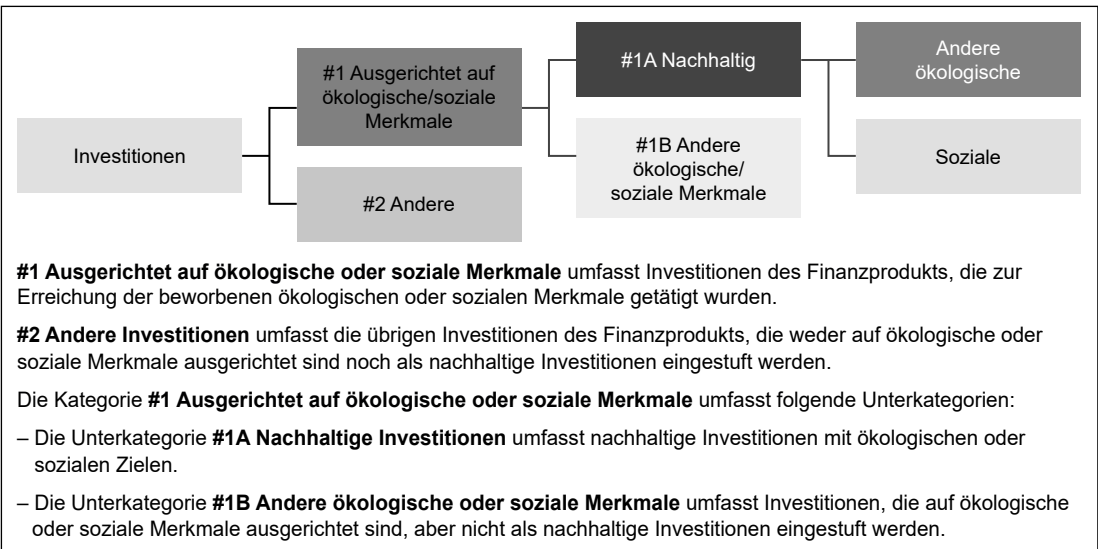 Investitionen
#1 Ausgerichtet auf
ökologische/soziale
Merkmale
#2 Andere
#1A Nachhaltig
#1B Andere
ökologische/
soziale Merkmale
Andere
ökologische
Soziale
#1 Ausgerichtet auf ökologische oder soziale Merkmale umfasst Investitionen des Finanzprodukts, die zur
Erreichung der beworbenen ökologischen oder sozialen Merkmale getätigt wurden.
#2 Andere Investitionen umfasst die übrigen Investitionen des Finanzprodukts, die weder auf ökologische oder
soziale Merkmale ausgerichtet sind noch als nachhaltige Investitionen eingestuft werden.
Die Kategorie #1 Ausgerichtet auf ökologische oder soziale Merkmale umfasst folgende Unterkategorien:
– Die Unterkategorie #1A Nachhaltige Investitionen umfasst nachhaltige Investitionen mit ökologischen oder
sozialen Zielen.
– Die Unterkategorie #1B Andere ökologische oder soziale Merkmale umfasst Investitionen, die auf ökologische
oder soziale Merkmale ausgerichtet sind, aber nicht als nachhaltige Investitionen eingestuft werden.